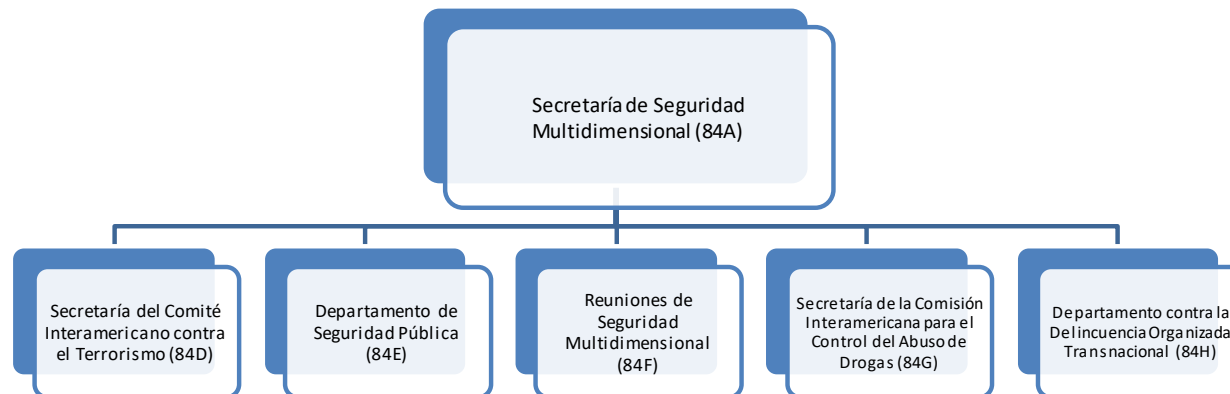 Secretaría de Seguridad
Multidimensional (84A)
Secretaría del Comité
Interamericano contra
el Terrorismo (84D)
Departamento de
Seguridad Pública
(84E)
Reuniones de
Seguridad
Multidimensional
(84F)
Secretaría de la Comisión
Interamericana para el
Control del Abuso de
Drogas (84G)
Departamento contra la
Delincuencia Organizada
Transnacional (84H)